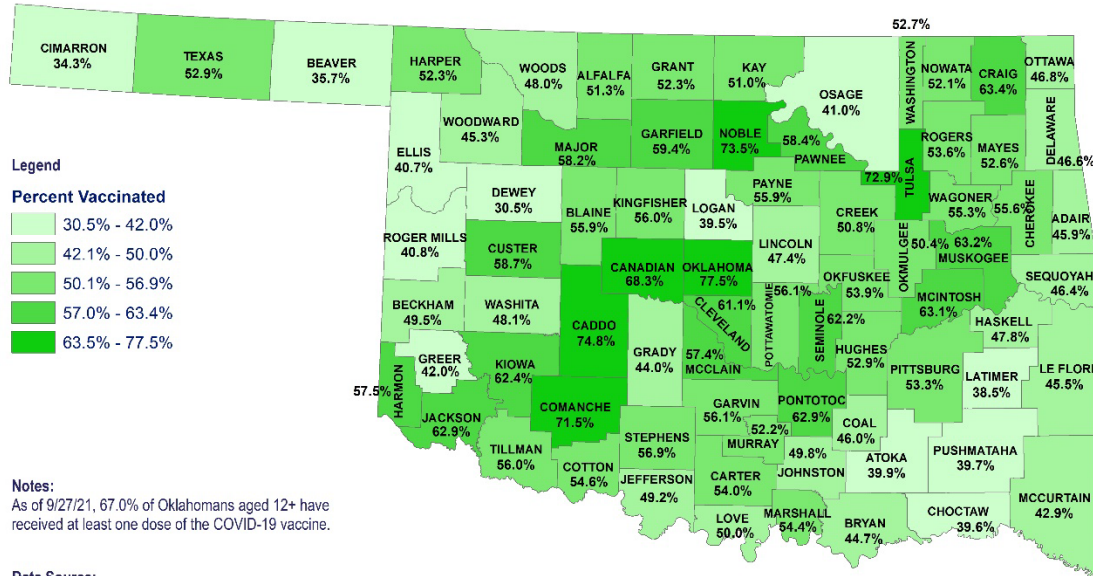 52.7%
CIMARRON
34.3%
TEXAS
52.9%
BEAVER
35.7%
HARPER
52.3%
WOODS
48.0%
ALFALFA
51.3%
GRANT
52.3%
KAY
51.0%
OSAGE
41.0%
WASHINGTON
NOWATA
52.1%
CRAIG
63.4%
OTTAWA
46.8%
WOODWARD
45.3%
ELLIS
40.7%
MAJOR
58.2%
GARFIELD
59.4%
NOBLE
73.5%
58.4%
PAWNEE
72.9%
TULSA
ROGERS
53.6%
MAYES
52.6%
DELAWARE
46.6%
Legend
Percent Vaccinated
30.5% - 42.0%
42.1% - 50.0%
50.1% - 56.9%
57.0% - 63.4%
63.5% - 77.5%
DEWEY
30.5%
BLAINE
55.9%
KINGFISHER
56.0%
LOGAN
39.5%
PAYNE
55.9%
CREEK
50.8%
WAGONER
55.3%
55.6%
CHEROKEE
ADAIR
45.9%
ROGER MILLS
40.8%
CUSTER
58.7%
CANADIAN
68.3%
OKLAHOMA
77.5%
LINCOLN
47.4%
OKFUSKEE
53.9%
OKMULGEE
50.4%
63.2%
MUSKOGEE
SEQUOYAH
46.4%
BECKHAM
49.5%
WASHITA
48.1%
CADDO
74.8%
GRADY
44.0%
61.1%
CLEVELAND
57.4%
MCCLAIN
56.1%
POTTAWATOMIE
SEMINOLE
62.2%
HUGHES
52.9%
MCINTOSH
63.1%
HASKELL
47.8%
PITTSBURG
53.3%
LATIMER
38.5%
LE FLORE
45.5%
GREER
42.0%
KIOWA
62.4%
57.5%
HARMON
JACKSON
62.9%
COMANCHE
71.5%
GARVIN
56.1%
PONTOTOC
62.9%
COAL
46.0%
TILLMAN
56.0%
COTTON
54.6%
STEPHENS
56.9%
52.2%
MURRAY
49.8%
JOHNSTON
ATOKA
39.9%
PUSHMATAHA
39.7%
JEFFERSON
49.2%
CARTER
54.0%
LOVE
50.0%
MARSHALL
54.4%
BRYAN
44.7%
CHOCTAW
39.6%
MCCURTAIN
42.9%
Notes:
As of 9/27/21, 67.0% of Oklahomans aged 12+ have
received at least one dose of the COVID-19 vaccine.
Data Source: